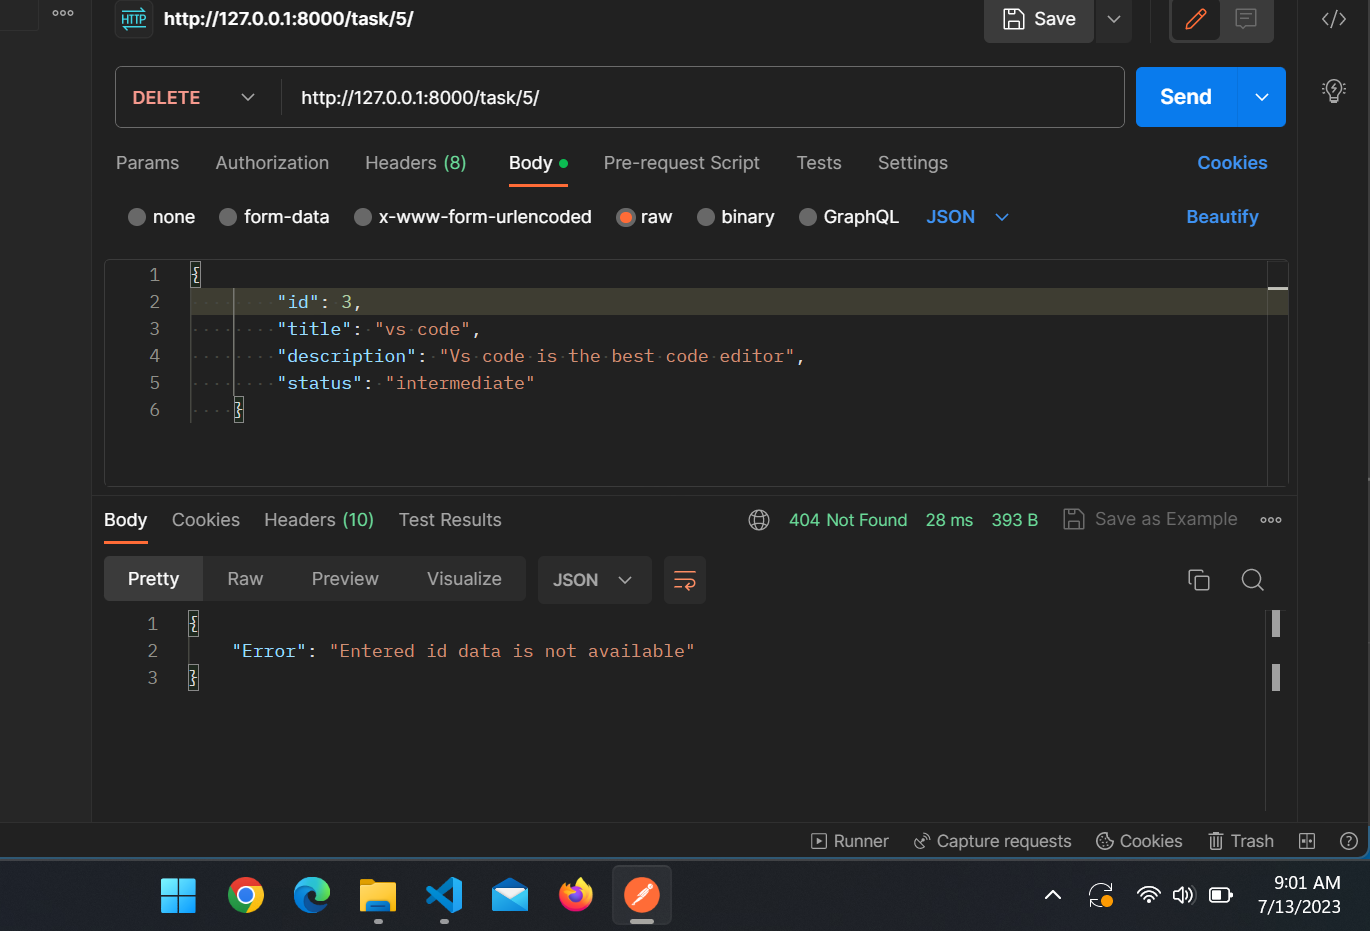 HTTP http://127.0.0.1:8000/task/5/ Save
DELETE http://127.0.0.1:8000/task/5/ Send
Params Authorization Headers (8) Body Pre-request Script Tests Settings Cookies
none form-data x-www-form-urlencoded raw binary GraphQL JSON Beautify
1 {
2 "id": 3,
3 "title": "vs code",
4 "description": "Vs code is the best code editor",
5 "status": "intermediate"
6 }
Body Cookies Headers (10) Test Results 404 Not Found 28 ms 393 B Save as Example
Pretty Raw Preview Visualize JSON
1 {
2 "Error": "Entered id data is not available"
3 }
Runner Capture requests Cookies Trash
9:01 AM
7/13/2023